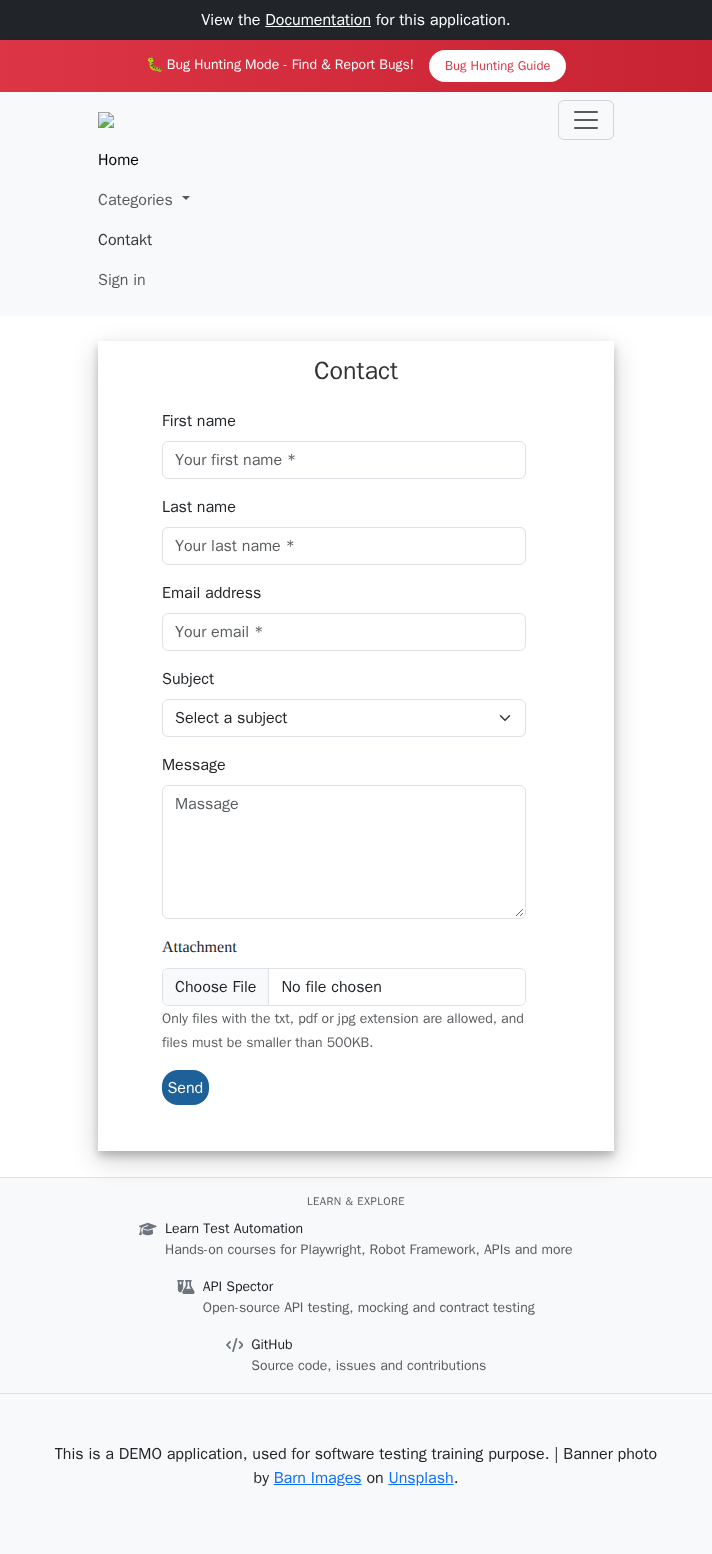 View the Documentation for this application.
🐛 Bug Hunting Mode - Find & Report Bugs! Bug Hunting Guide
Home
Categories
Contakt
Sign in
Contact
First name
Your first name *
Last name
Your last name *
Email address
Your email *
Subject
Select a subject
Message
Massage
Attachment
Choose File No file chosen
Only files with the txt, pdf or jpg extension are allowed, and
files must be smaller than 500KB.
Send
LEARN & EXPLORE
Learn Test Automation
Hands-on courses for Playwright, Robot Framework, APIs and more
API Spector
Open-source API testing, mocking and contract testing
GitHub
Source code, issues and contributions
This is a DEMO application, used for software testing training purpose. | Banner photo
by Barn Images on Unsplash.